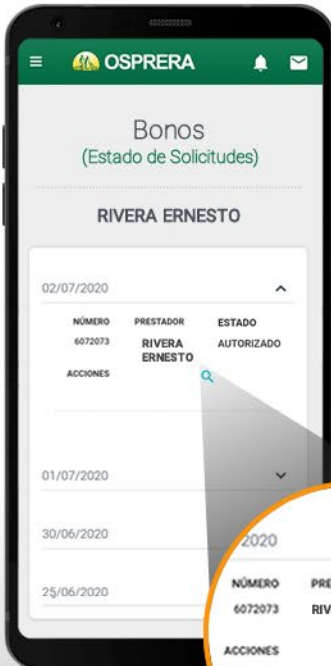 OSPRERA
Bonos
(Estado de Solicitudes)
RIVERA ERNESTO
02/07/2020
NÚMERO PRESTADOR ESTADO
6072073 RIVERA ERNESTO AUTORIZADO
ACCIONES
01/07/2020
30/06/2020
25/06/2020
2020
NÚMERO
6072073
ACCIONES